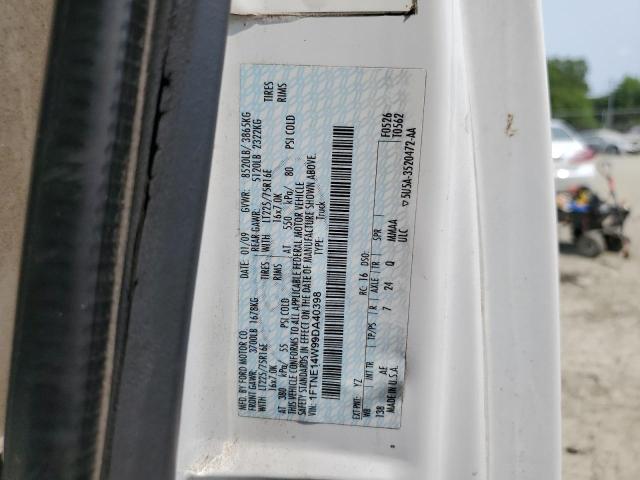 MFD. BY FORD MOTOR CO.
DATE: 01/09 GVWR: 8520LB/ 3865KG
FRONT GAWR: 3700LB 1678KG REAR GAWR: 5120LB 2322KG
WITH LT225/75R16E TIRES WITH LT225/75R16E TIRES
16x7.0K RIMS 16x7.0K RIMS
AT 380 kPa/ 55 PSI COLD AT 550 kPa/ 80 PSI COLD
THIS VEHICLE CONFORMS TO ALL APPLICABLE FEDERAL MOTOR VEHICLE
SAFETY STANDARDS IN EFFECT ON THE DATE OF MANUFACTURE SHOWN ABOVE
VIN: 1FTNE14W99DA40398 TYPE: Truck
F0526
T0562
EXT PNT: YZ RC: 16 DSO:
WB INT TR TP/PS R AXLE TR SPR
138 AE 7 24 Q MMAAA
MADE IN U.S.A. ULC
5U5A-3520472-AA